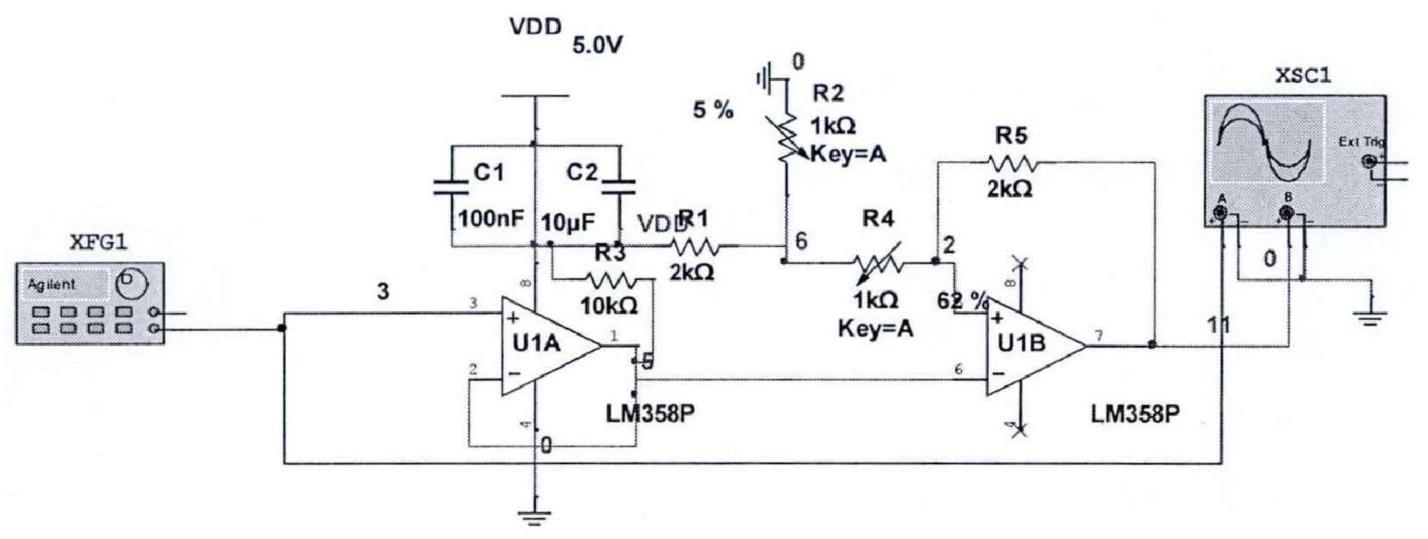 VDD
5.0V
0
R2
5 %
1kΩ
Key=A
XSC1
Ext Trig
A
B
C1
C2
100nF
10µF
VDD
R1
2kΩ
6
R4
2
R5
2kΩ
XFG1
Agilent
R3
10kΩ
1kΩ
62 %
Key=A
0
3
3
8
U1A
1
2
4
5
LM358P
0
8
U1B
7
6
4
LM358P
11